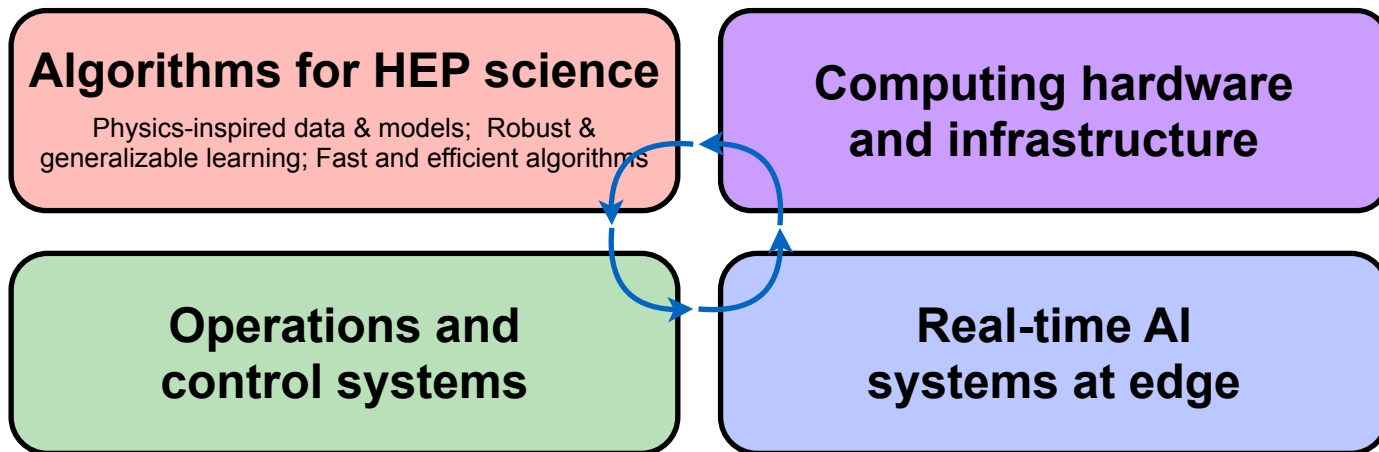 Algorithms for HEP science
Physics-inspired data & models;  Robust &
generalizable learning; Fast and efficient algorithms
Computing hardware
and infrastructure
Operations and
control systems
Real-time AI
systems at edge